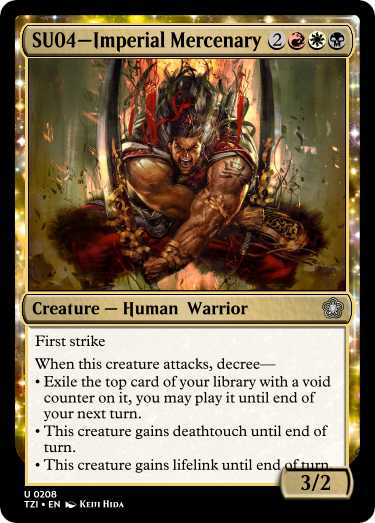 SU04—Imperial Mercenary 2
Creature — Human Warrior
First strike
When this creature attacks, decree—
• Exile the top card of your library with a void
counter on it, you may play it until end of
your next turn.
• This creature gains deathtouch until end of
turn.
• This creature gains lifelink until end of turn.
3/2
U 0208
TZI • EN Keiji Hida